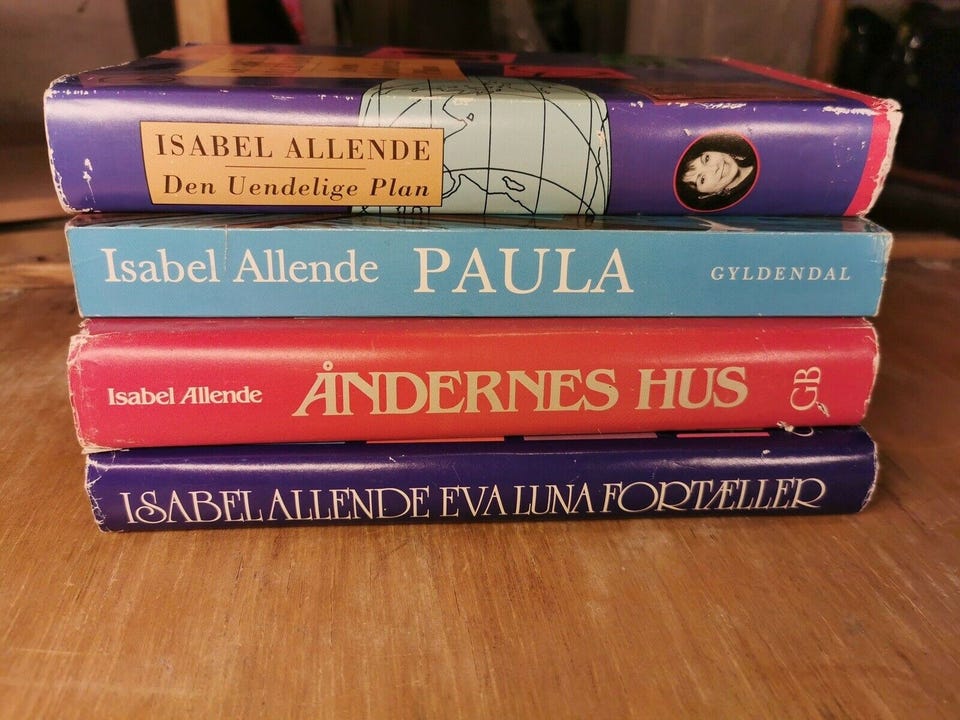 ISABEL ALLENDE
Den Uendelige Plan
Isabel Allende PAULA GYLDENDAL
Isabel Allende ÅNDERNES HUS GB
ISABEL ALLENDE EVA LUNA FORTÆLLER